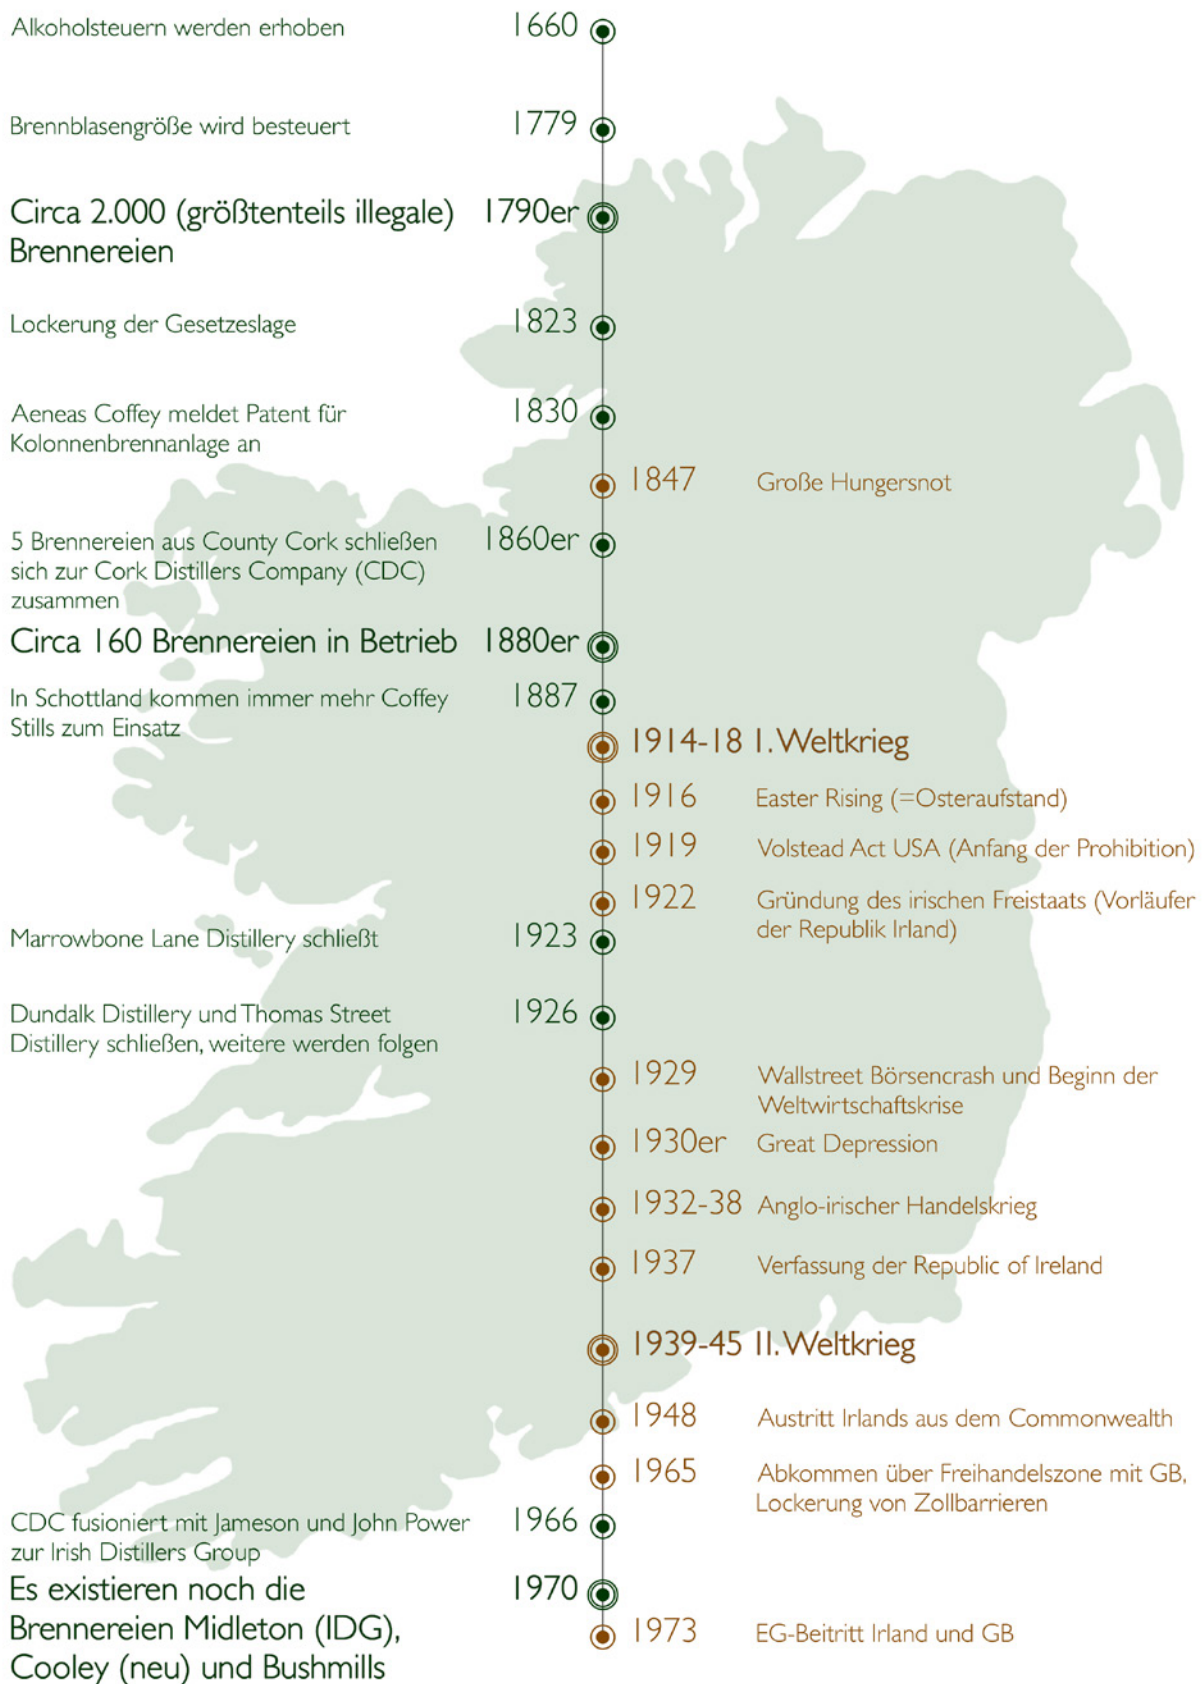 Alkoholsteuern werden erhoben 1660
Brennblasengröße wird besteuert 1779
Circa 2.000 (größtenteils illegale) 1790er
Brennereien
Lockerung der Gesetzeslage 1823
Aeneas Coffey meldet Patent für 1830
Kolonnenbrennanlage an
1847 Große Hungersnot
5 Brennereien aus County Cork schließen 1860er
sich zur Cork Distillers Company (CDC)
zusammen
Circa 160 Brennereien in Betrieb 1880er
In Schottland kommen immer mehr Coffey 1887
Stills zum Einsatz
1914-18 I. Weltkrieg
1916 Easter Rising (=Osteraufstand)
1919 Volstead Act USA (Anfang der Prohibition)
1922 Gründung des irischen Freistaats (Vorläufer
der Republik Irland)
Marrowbone Lane Distillery schließt 1923
Dundalk Distillery und Thomas Street 1926
Distillery schließen, weitere werden folgen
1929 Wallstreet Börsencrash und Beginn der
Weltwirtschaftskrise
1930er Great Depression
1932-38 Anglo-irischer Handelskrieg
1937 Verfassung der Republic of Ireland
1939-45 II. Weltkrieg
1948 Austritt Irlands aus dem Commonwealth
1965 Abkommen über Freihandelszone mit GB,
Lockerung von Zollbarrieren
CDC fusioniert mit Jameson und John Power 1966
zur Irish Distillers Group
Es existieren noch die 1970
Brennereien Midleton (IDG),
Cooley (neu) und Bushmills
1973 EG-Beitritt Irland und GB